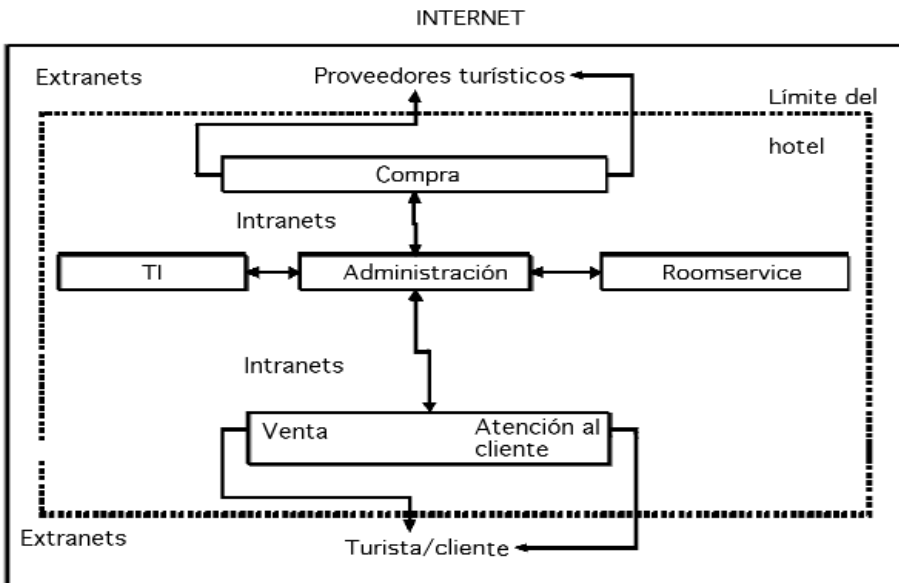 INTERNET
Extranets
Proveedores turísticos
Límite del
hotel
Compra
Intranets
TI
Administración
Roomservice
Intranets
Venta
Atención al
cliente
Extranets
Turista/cliente